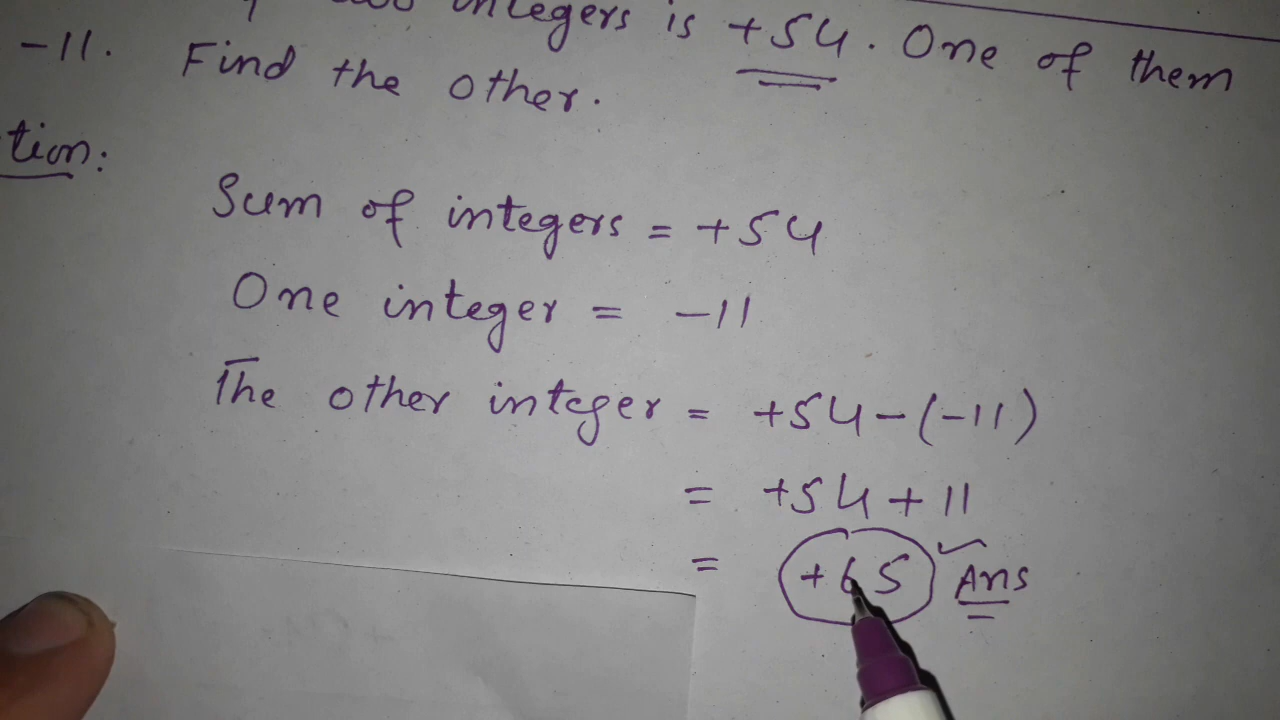 integers is +54. One of them
-11. Find the other.
tion:
Sum of integers = +54
One integer = -11
The other integer = +54-(-11)
= +54+11
= +65 Ans